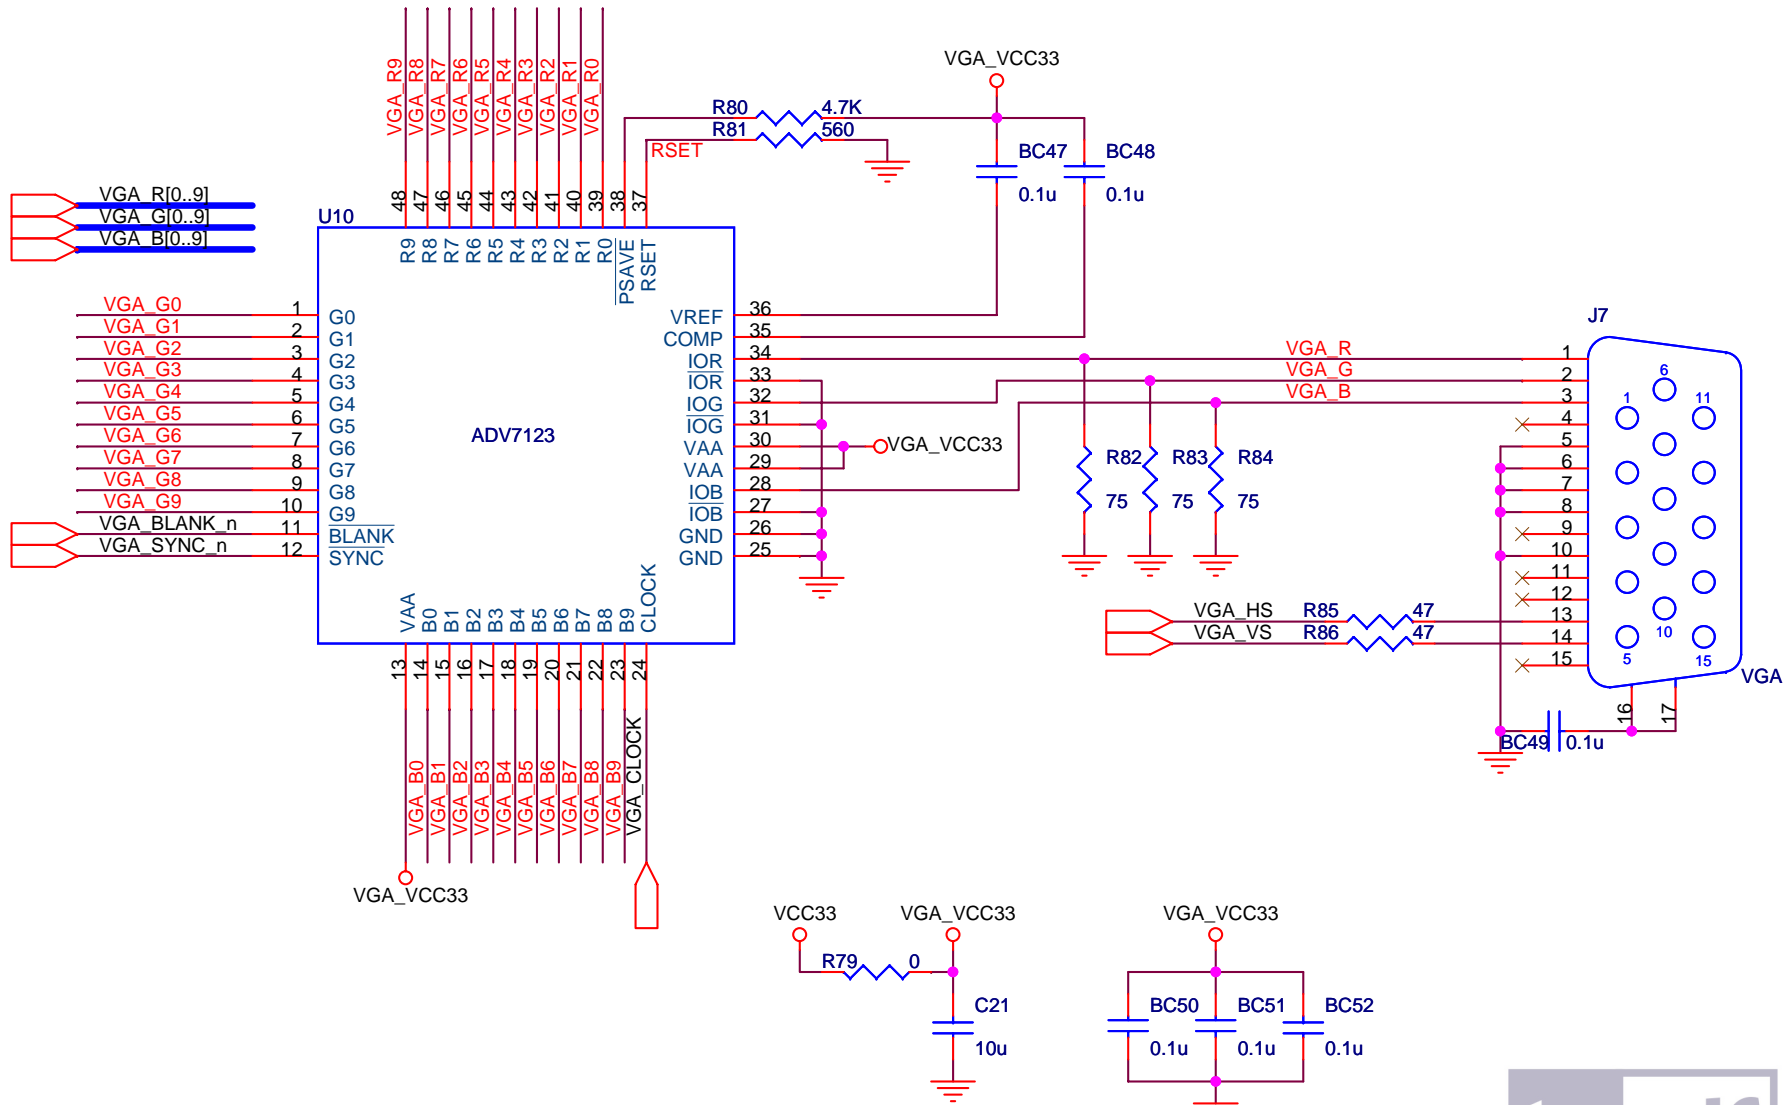 VGA_R9
VGA_R8
VGA_R7
VGA_R6
VGA_R5
VGA_R4
VGA_R3
VGA_R2
VGA_R1
VGA_R0
VGA_VCC33
R80 4.7K
R81 560
RSET
BC47
0.1u
BC48
0.1u
VGA_R[0..9]
VGA_G[0..9]
VGA_B[0..9]
48
47
46
45
44
43
42
41
40
39
38
37
U10
R9
R8
R7
R6
R5
R4
R3
R2
R1
R0
PSAVE
RSET
VGA_G0 1 G0
VGA_G1 2 G1
VGA_G2 3 G2
VGA_G3 4 G3
VGA_G4 5 G4
VGA_G5 6 G5
VGA_G6 7 G6
VGA_G7 8 G7
VGA_G8 9 G8
VGA_G9 10 G9
VGA_BLANK_n 11 BLANK
VGA_SYNC_n 12 SYNC
ADV7123
VREF 36
COMP 35
IOR 34
IOR 33
IOG 32
IOG 31
VAA 30
VAA 29
IOB 28
IOB 27
GND 26
GND 25
VGA_VCC33
VAA
B0
B1
B2
B3
B4
B5
B6
B7
B8
B9
CLOCK
13
14
15
16
17
18
19
20
21
22
23
24
VGA_B0
VGA_B1
VGA_B2
VGA_B3
VGA_B4
VGA_B5
VGA_B6
VGA_B7
VGA_B8
VGA_B9
VGA_CLOCK
VGA_VCC33
VGA_R
VGA_G
VGA_B
R82
75
R83
75
R84
75
VGA_HS R85 47
VGA_VS R86 47
J7
1
2
3
4
5
6
7
8
9
10
11
12
13
14
15
6
1
11
10
5
15
VGA
16
17
BC49 0.1u
VCC33
VGA_VCC33
R79 0
C21
10u
VGA_VCC33
BC50
0.1u
BC51
0.1u
BC52
0.1u